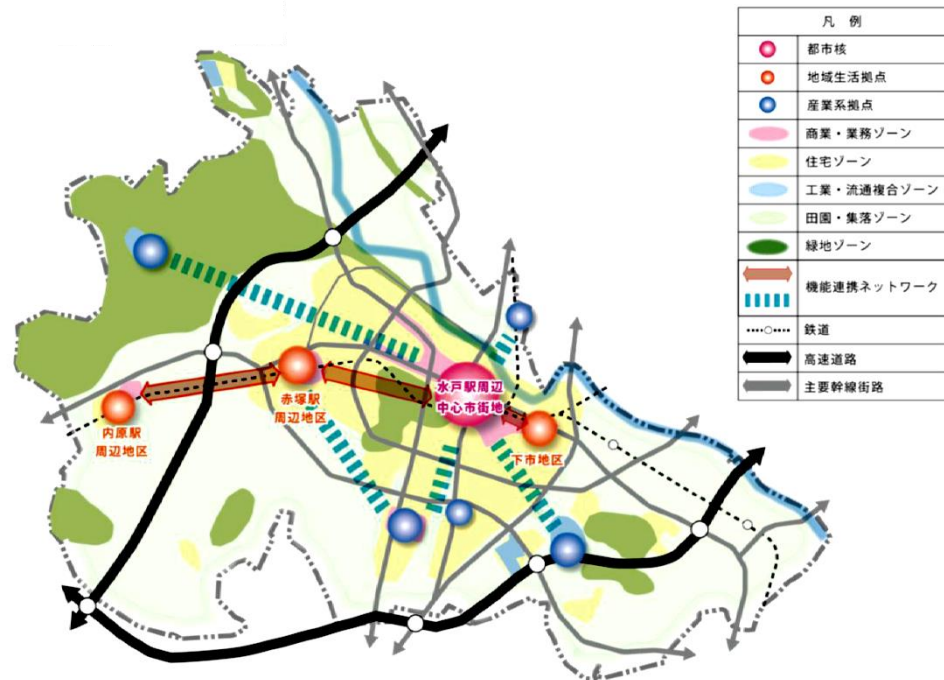 凡 例
都市核
地域生活拠点
産業系拠点
商業・業務ゾーン
住宅ゾーン
工業・流通複合ゾーン
田園・集落ゾーン
緑地ゾーン
機能連携ネットワーク
鉄道
高速道路
主要幹線街路
水戸駅周辺
中心市街地
赤塚駅
周辺地区
内原駅
周辺地区
下市地区